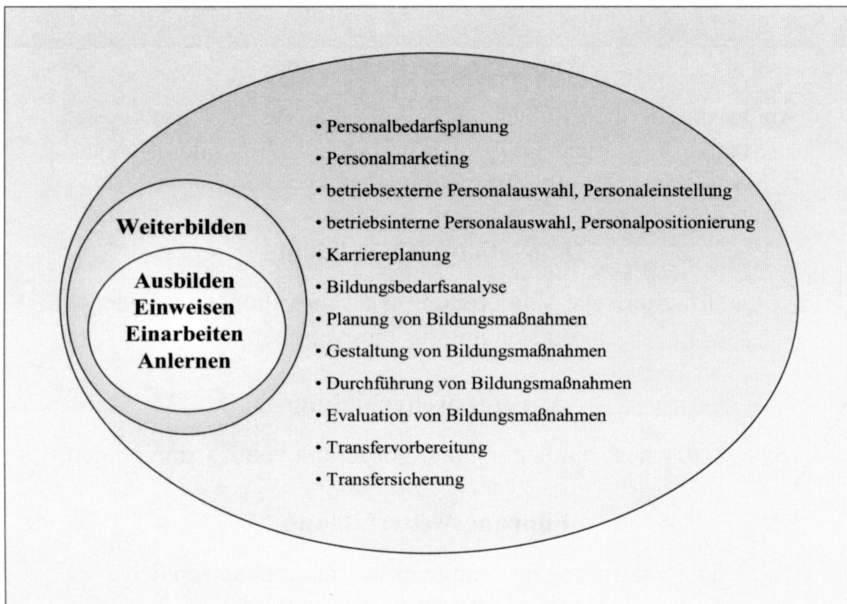 Weiterbilden
Ausbilden
Einweisen
Einarbeiten
Anlernen
• Personalbedarfsplanung
• Personalmarketing
• betriebsexterne Personalauswahl, Personaleinstellung
• betriebsinterne Personalauswahl, Personalpositionierung
• Karriereplanung
• Bildungsbedarfsanalyse
• Planung von Bildungsmaßnahmen
• Gestaltung von Bildungsmaßnahmen
• Durchführung von Bildungsmaßnahmen
• Evaluation von Bildungsmaßnahmen
• Transfervorbereitung
• Transfersicherung